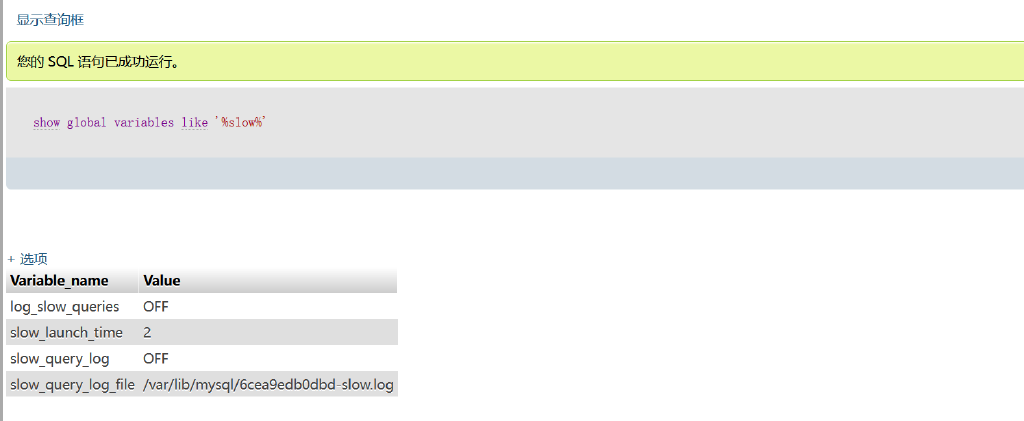 显示查询框
您的 SQL 语句已成功运行。
show global variables like '%slow%'
+ 选项
Variable_name Value
log_slow_queries OFF
slow_launch_time 2
slow_query_log OFF
slow_query_log_file /var/lib/mysql/6cea9edb0dbd-slow.log